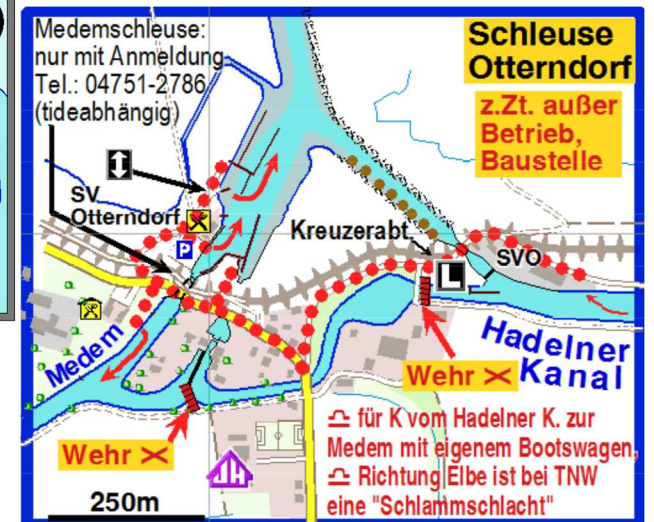 Medemschleuse:
nur mit Anmeldung
Tel.: 04751-2786
(tideabhängig)
Schleuse
Otterndorf
z.Zt. außer
Betrieb,
Baustelle
SV
Otterndorf
P
Kreuzerabt.
SVO
L
Medem
Hadelner
Kanal
Wehr
Wehr
♎ für K vom Hadelner K. zur
Medem mit eigenem Bootswagen,
♎ Richtung Elbe ist bei TNW
eine "Schlammschlacht"
250m